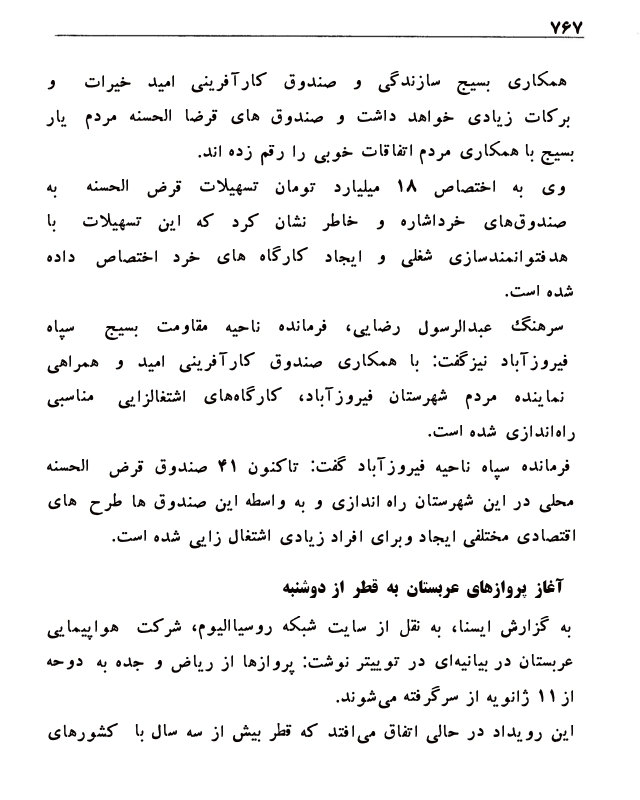 ۷۶۷
همکاری بسیج سازندگی و صندوق کارآفرینی امید خیرات و
برکات زیادی خواهد داشت و صندوق های قرضا الحسنه مردم یار
بسیج با همکاری مردم اتفاقات خوبی را رقم زده اند.
وی به اختصاص ۱۸ میلیارد تومان تسهیلات قرض الحسنه به
صندوق‌های خرداشاره و خاطر نشان کرد که این تسهیلات با
هدفتوانمندسازی شغلی و ایجاد کارگاه های خرد اختصاص داده
شده است.
سرهنگ عبدالرسول رضایی، فرمانده ناحیه مقاومت بسیج سپاه
فیروزآباد نیزگفت: با همکاری صندوق کارآفرینی امید و همراهی
نماینده مردم شهرستان فیروزآباد، کارگاه‌های اشتغالزایی مناسبی
راه‌اندازی شده است.
فرمانده سپاه ناحیه فیروزآباد گفت: تاکنون ۴۱ صندوق قرض الحسنه
محلی در این شهرستان راه اندازی و به واسطه این صندوق ها طرح های
اقتصادی مختلفی ایجاد وبرای افراد زیادی اشتغال زایی شده است.
آغاز پروازهای عربستان به قطر از دوشنبه
به گزارش ایسنا، به نقل از سایت شبکه روسیاالیوم، شرکت هواپیمایی
عربستان در بیانیه‌ای در توییتر نوشت: پروازها از ریاض و جده به دوحه
از ۱۱ ژانویه از سرگرفته می‌شوند.
این رویداد در حالی اتفاق می‌افتد که قطر بیش از سه سال با کشورهای